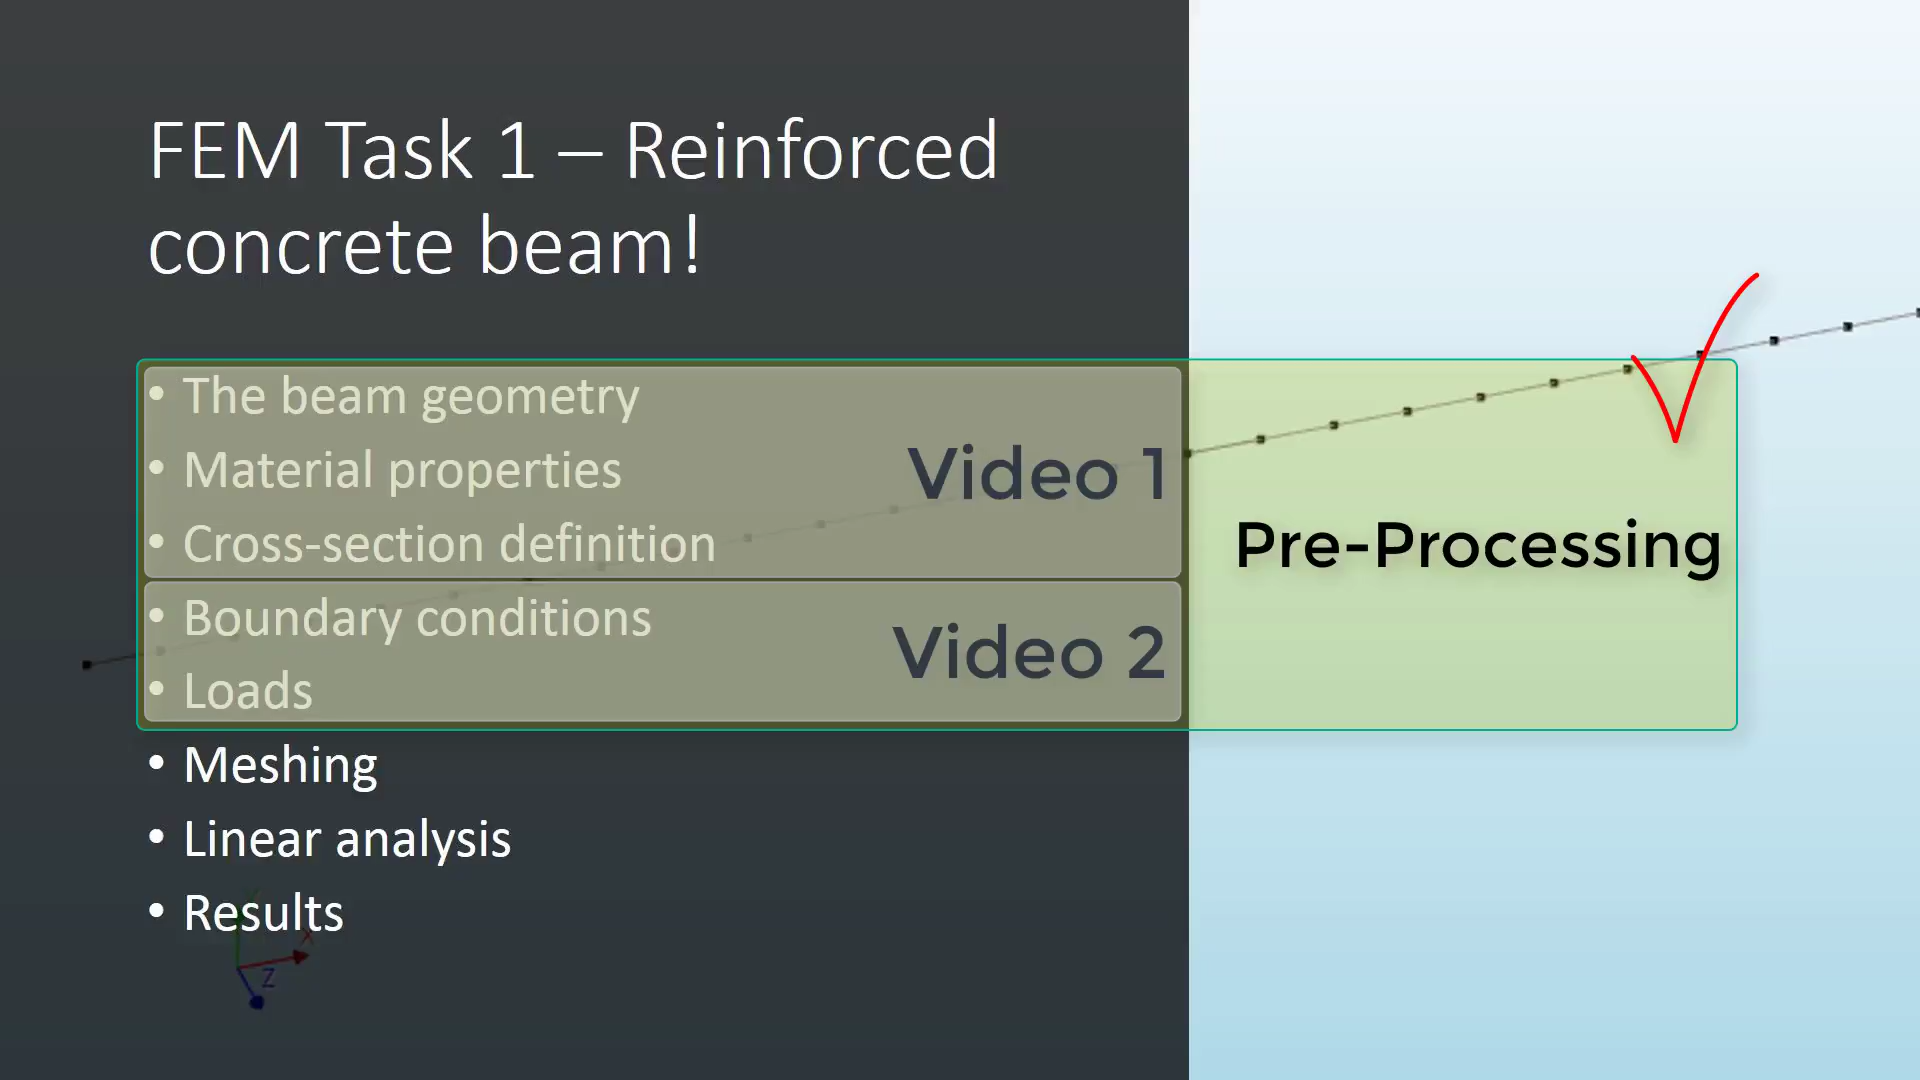 FEM Task 1 – Reinforced
concrete beam!
• The beam geometry
• Material properties
• Cross-section definition
Video 1
• Boundary conditions
• Loads
Video 2
Pre-Processing
• Meshing
• Linear analysis
• Results
X
Z